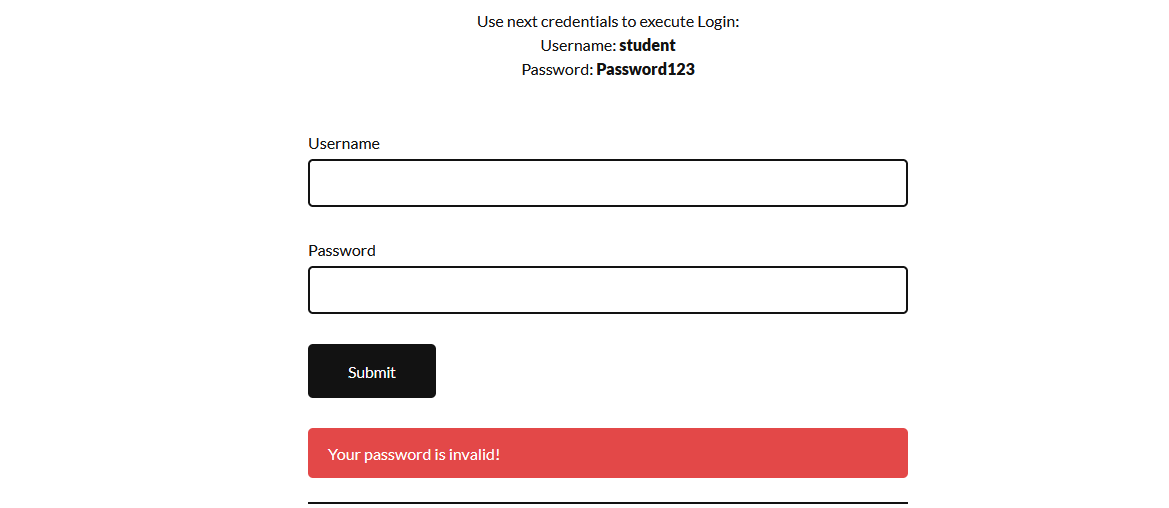 Use next credentials to execute Login:
Username: student
Password: Password123
Username
Password
Submit
Your password is invalid!